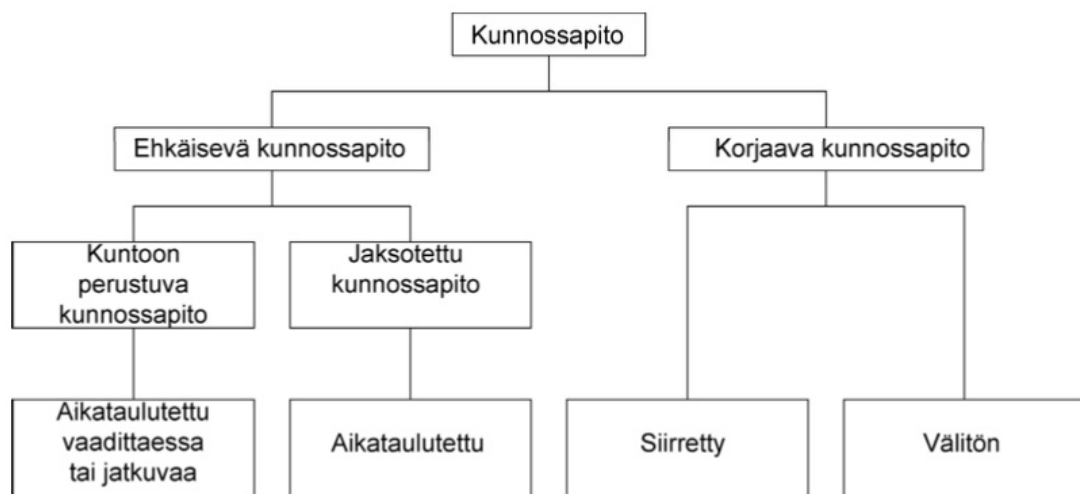 Kunnossapito
Ehkäisevä kunnossapito
Korjaava kunnossapito
Kuntoon
perustuva
kunnossapito
Jaksotettu
kunnossapito
Aikataulutettu
vaadittaessa
tai jatkuvaa
Aikataulutettu
Siirretty
Välitön